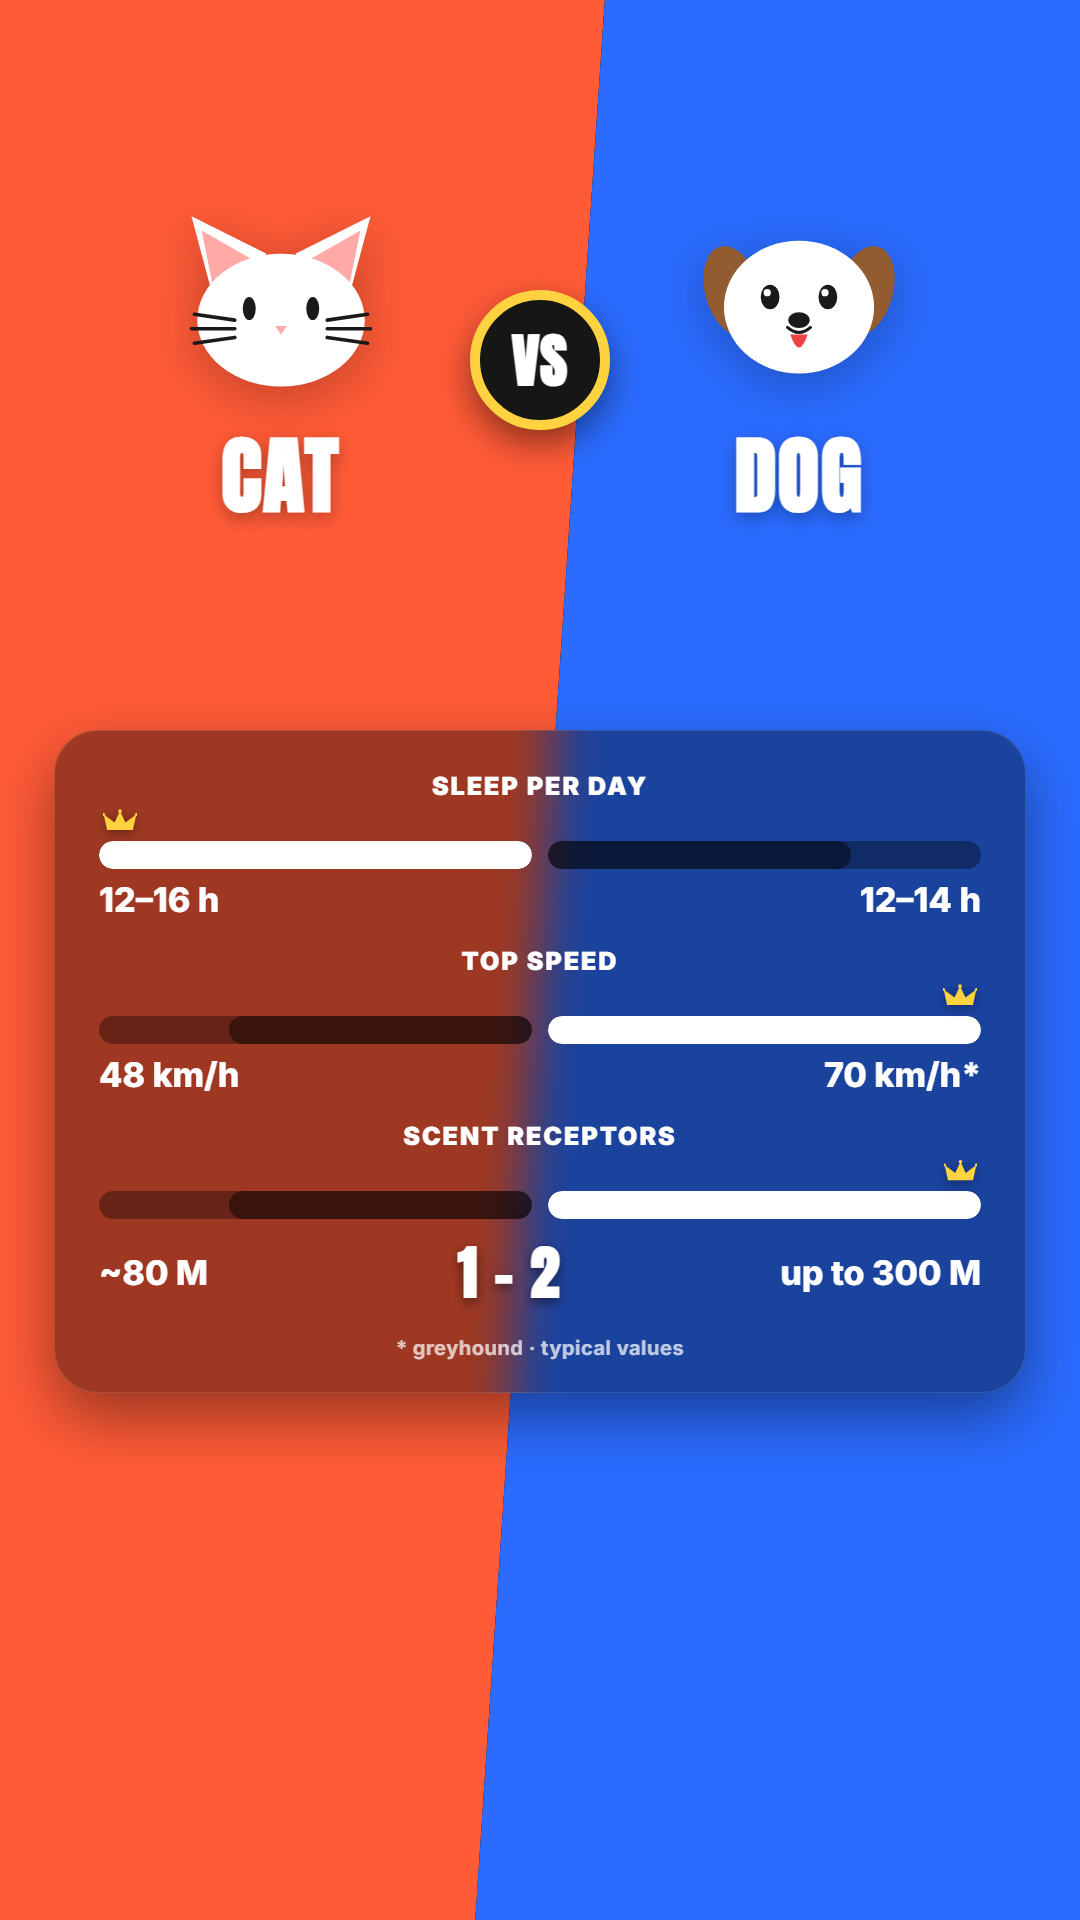 VS
CAT
DOG
SLEEP PER DAY
12–16 h
12–14 h
TOP SPEED
48 km/h
70 km/h*
SCENT RECEPTORS
~80 M
1 - 2
up to 300 M
* greyhound · typical values